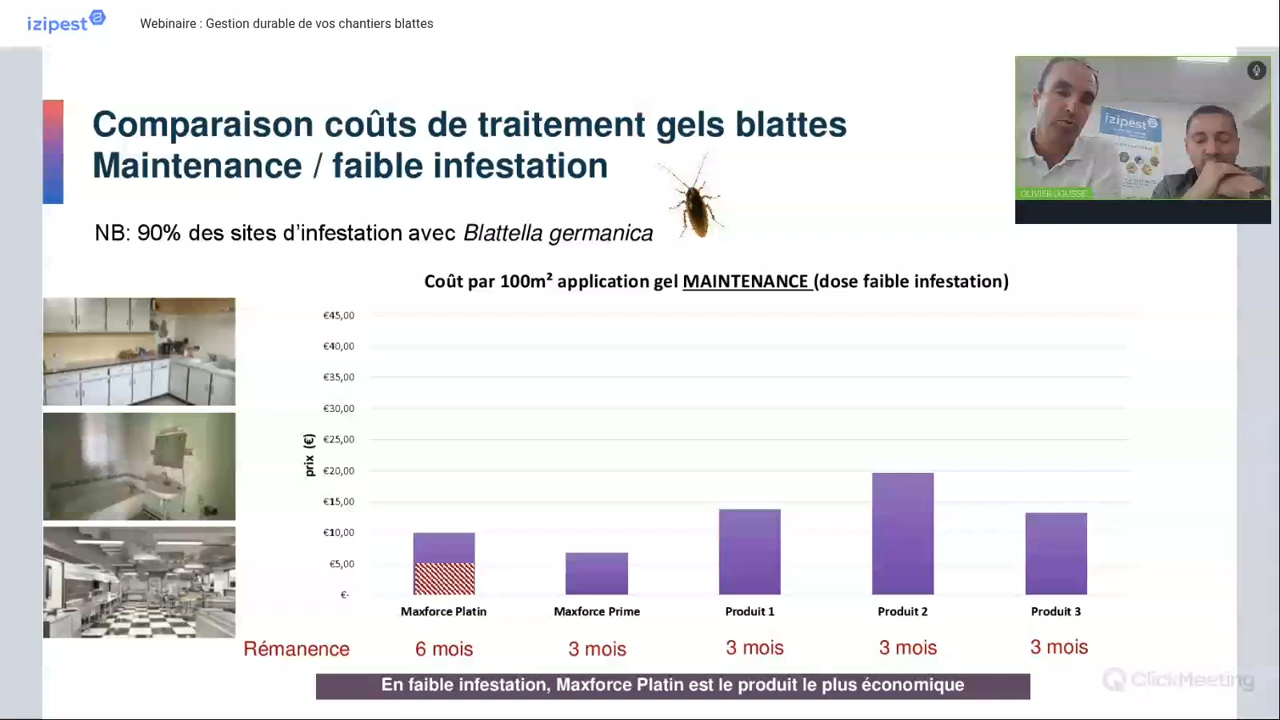 izipest
Webinaire : Gestion durable de vos chantiers blattes
Comparaison coûts de traitement gels blattes
Maintenance / faible infestation
izipest
OLIVIER LOUSSE
NB: 90% des sites d’infestation avec Blattella germanica
Coût par 100m² application gel MAINTENANCE (dose faible infestation)
prix (€)
€45,00
€40,00
€35,00
€30,00
€25,00
€20,00
€15,00
€10,00
€5,00
€-
Maxforce Platin Maxforce Prime Produit 1 Produit 2 Produit 3
Rémanence 6 mois 3 mois 3 mois 3 mois 3 mois
En faible infestation, Maxforce Platin est le produit le plus économique
ClickMeeting